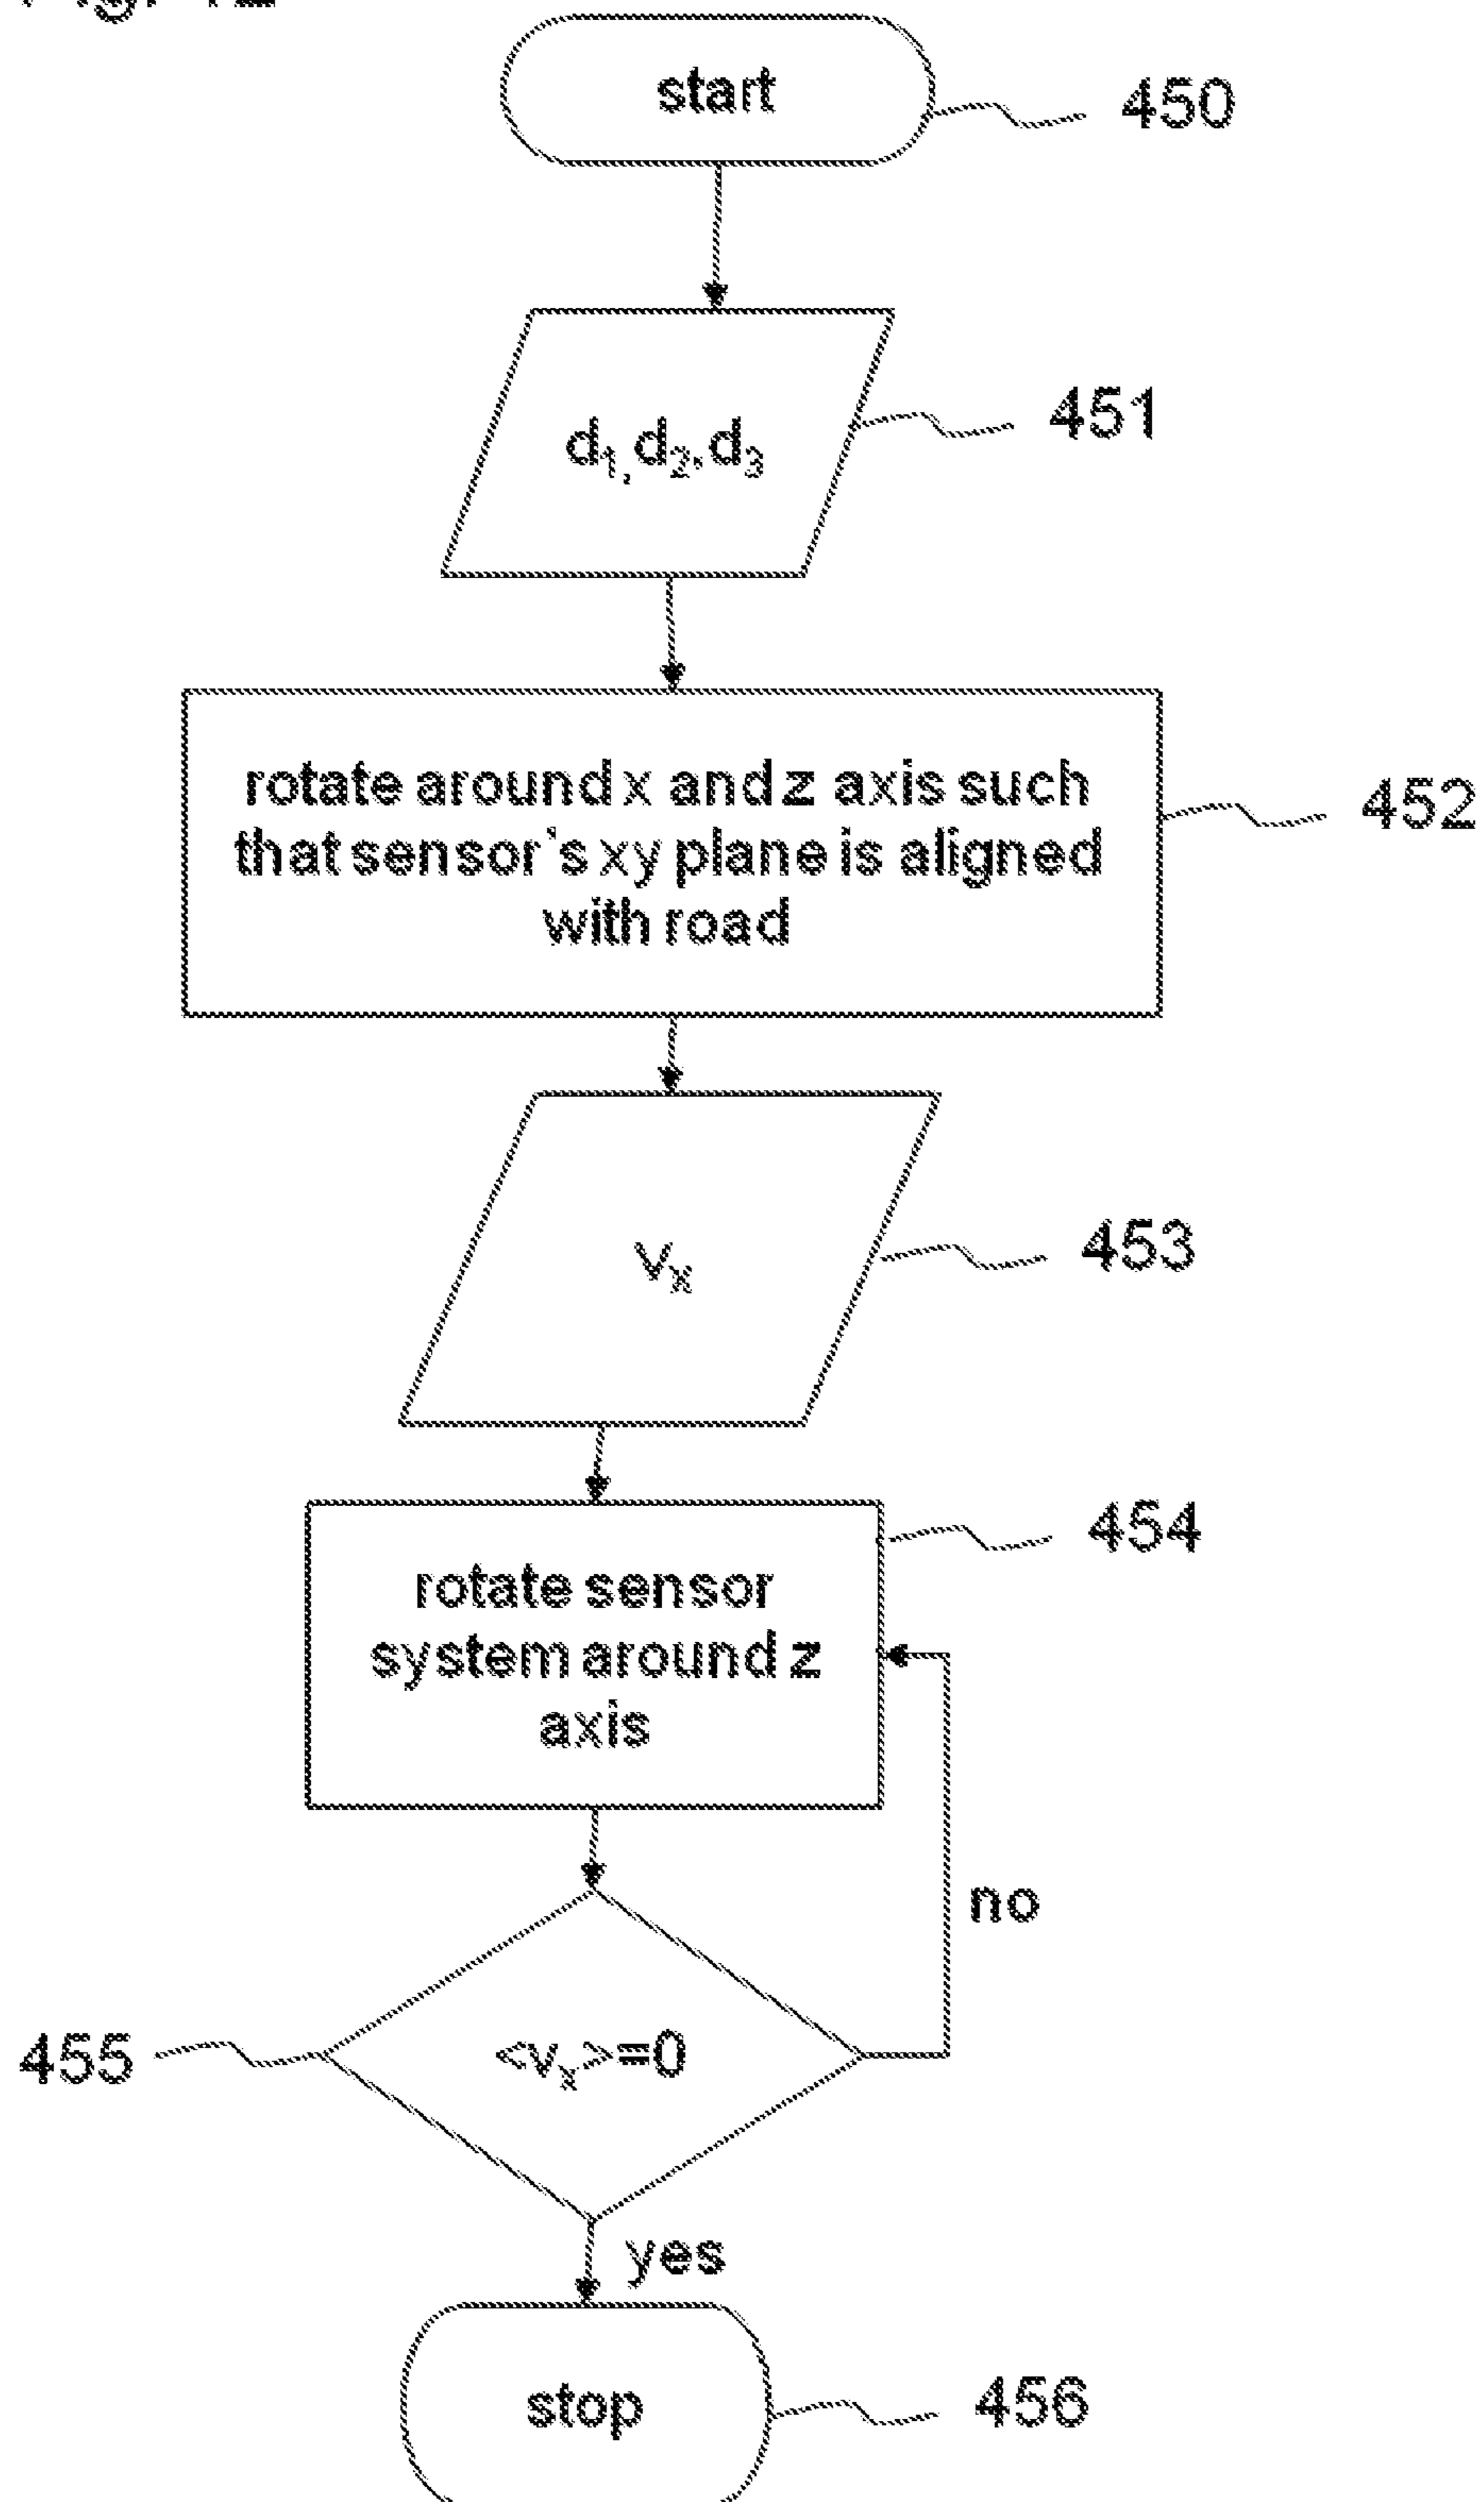 start
450
d1,d2,d3
451
rotate around x and z axis such
that sensor's xy plane is aligned
with road
452
vx
453
rotate sensor
system around z
axis
454
no
<vx>=0
455
yes
stop
456